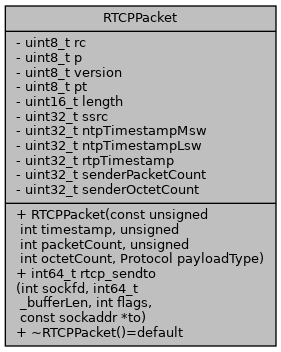 RTCPPacket
- uint8_t rc
- uint8_t p
- uint8_t version
- uint8_t pt
- uint16_t length
- uint32_t ssrc
- uint32_t ntpTimestampMsw
- uint32_t ntpTimestampLsw
- uint32_t rtpTimestamp
- uint32_t senderPacketCount
- uint32_t senderOctetCount
+ RTCPPacket(const unsigned
int timestamp, unsigned
int packetCount, unsigned
int octetCount, Protocol payloadType)
+ int64_t rtcp_sendto
(int sockfd, int64_t
_bufferLen, int flags,
const sockaddr *to)
+ ~RTCPPacket()=default